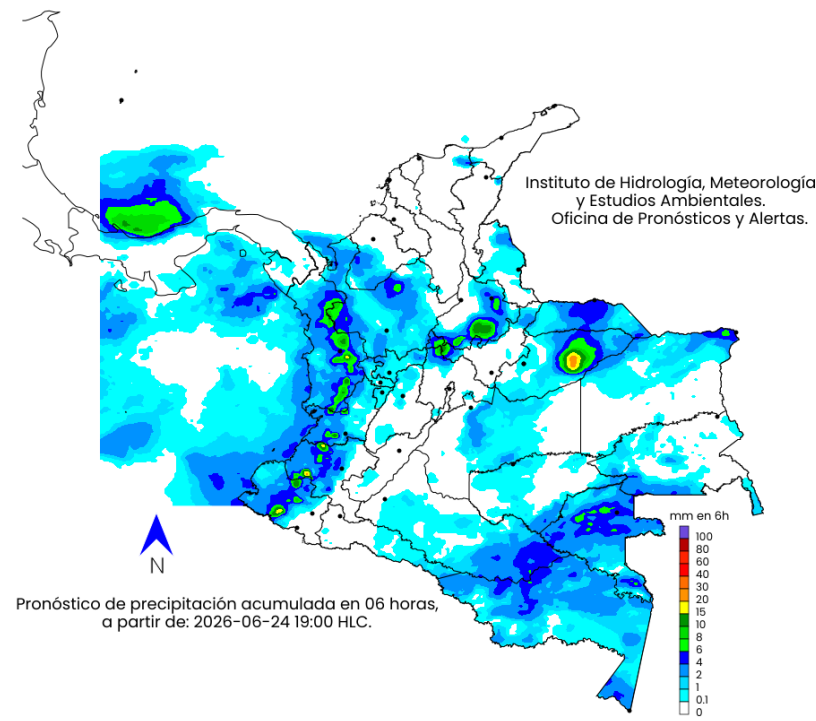 Instituto de Hidrología, Meteorología
y Estudios Ambientales.
Oficina de Pronósticos y Alertas.
mm en 6h
100
80
60
40
30
20
15
10
8
6
4
2
1
0.1
0
N
Pronóstico de precipitación acumulada en 06 horas,
a partir de: 2026-06-24 19:00 HLC.